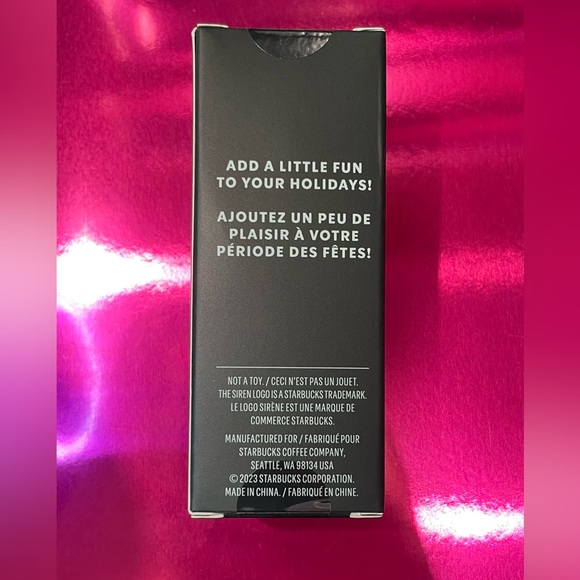 ADD A LITTLE FUN
TO YOUR HOLIDAYS!
AJOUTEZ UN PEU DE
PLAISIR À VOTRE
PÉRIODE DES FÊTES!
NOT A TOY. / CECI N'EST PAS UN JOUET.
THE SIREN LOGO IS A STARBUCKS TRADEMARK.
LE LOGO SIRÈNE EST UNE MARQUE DE
COMMERCE STARBUCKS.
MANUFACTURED FOR / FABRIQUÉ POUR
STARBUCKS COFFEE COMPANY,
SEATTLE, WA 98134 USA
© 2023 STARBUCKS CORPORATION.
MADE IN CHINA. / FABRIQUÉ EN CHINE.